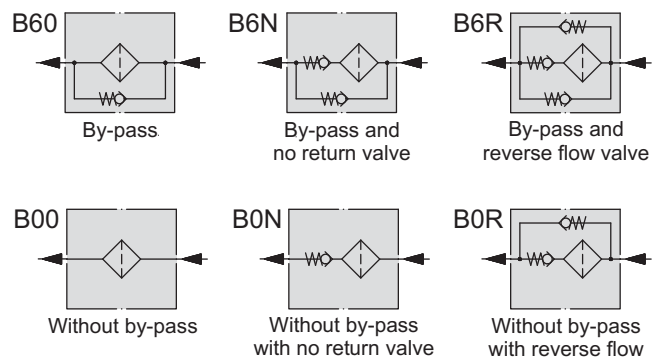 B60
B6N
B6R
By-pass
By-pass and
no return valve
By-pass and
reverse flow valve
B00
B0N
B0R
Without by-pass
Without by-pass
with no return valve
Without by-pass
with reverse flow